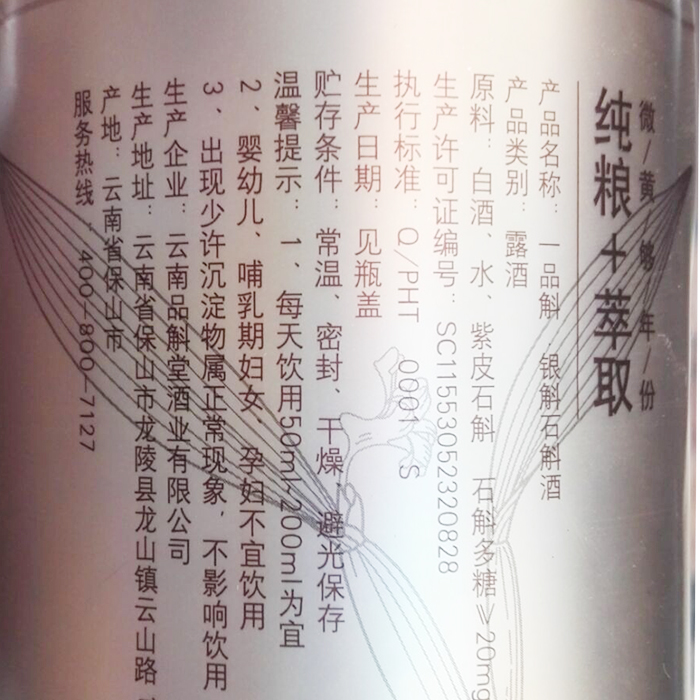 微/黄/够/年/份
纯粮+萃取
产品名称：一品斛·银斛石斛酒
产品类别：露酒
原料：白酒、水、紫皮石斛 石斛多糖≥20mg
生产许可证编号：SC11553052320828
执行标准：Q/PHT 0001 S
生产日期：见瓶盖
贮存条件：常温、密封、干燥、避光保存
温馨提示：1、每天饮用50ml~200ml为宜
2、婴幼儿、哺乳期妇女、孕妇不宜饮用
3、出现少许沉淀物属正常现象，不影响饮用
生产企业：云南品斛堂酒业有限公司
生产地址：云南省保山市龙陵县龙山镇云山路
产地：云南省保山市
服务热线：400-800-7127